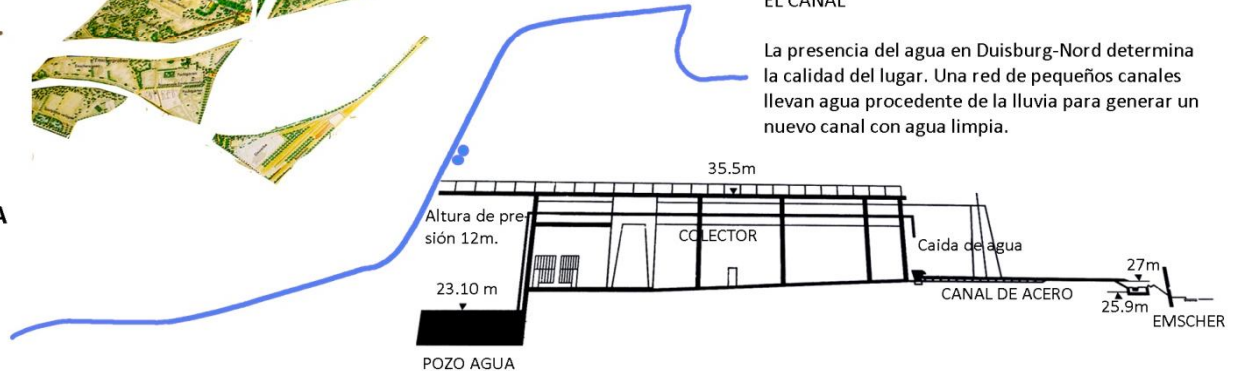 EL CANAL
La presencia del agua en Duisburg-Nord determina
la calidad del lugar. Una red de pequeños canales
llevan agua procedente de la lluvia para generar un
nuevo canal con agua limpia.
35.5m
A
Altura de pre-
sión 12m.
COLECTOR
Caida de agua
23.10 m
27m
CANAL DE ACERO
25.9m
EMSCHER
POZO AGUA